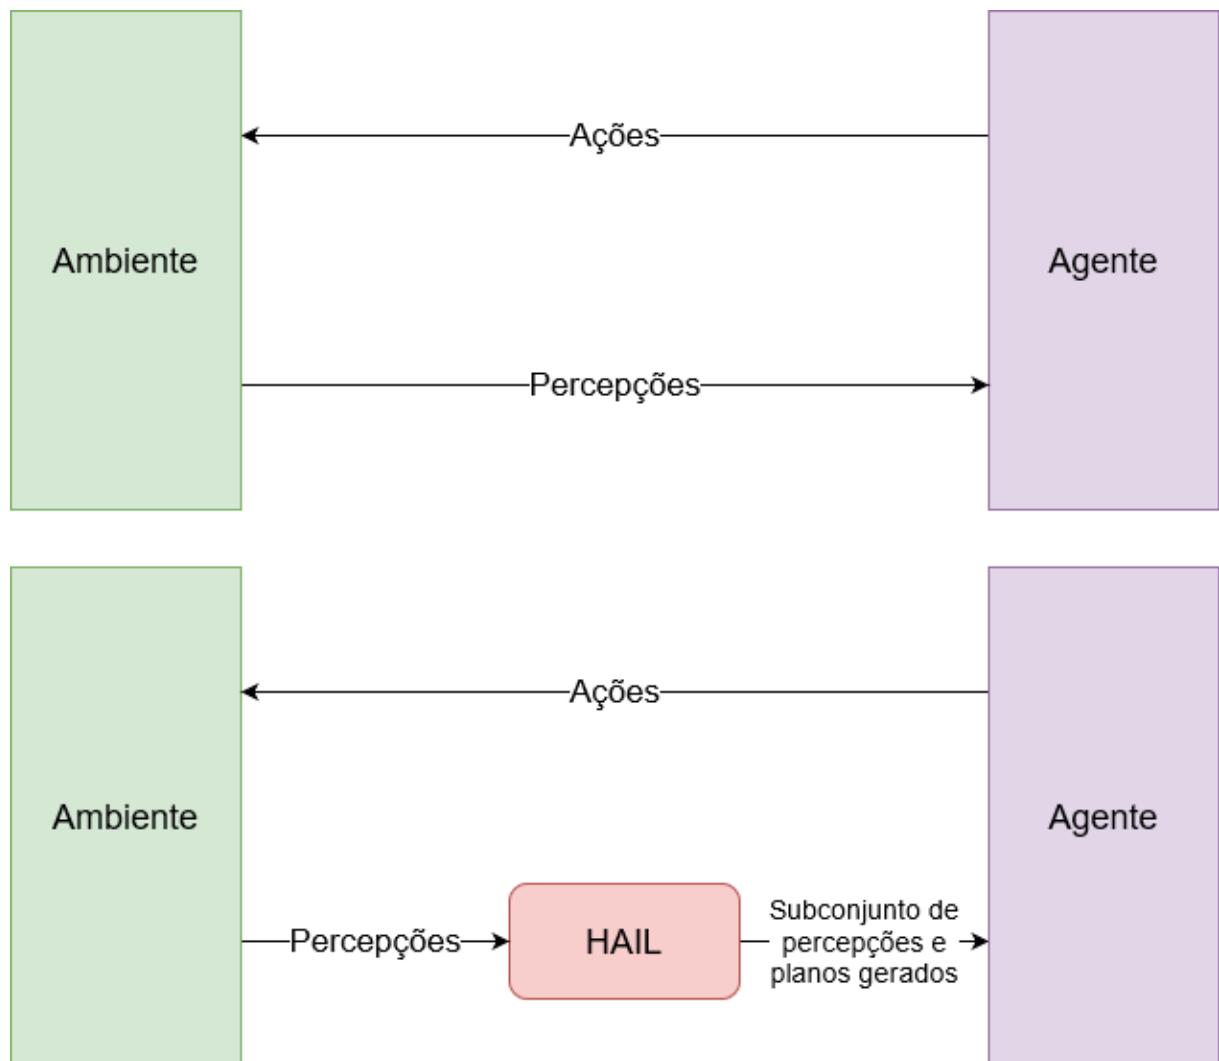 Ações
Ambiente
Agente
Percepções
Ações
Ambiente
Agente
Percepções
HAIL
Subconjunto de
percepções e
planos gerados